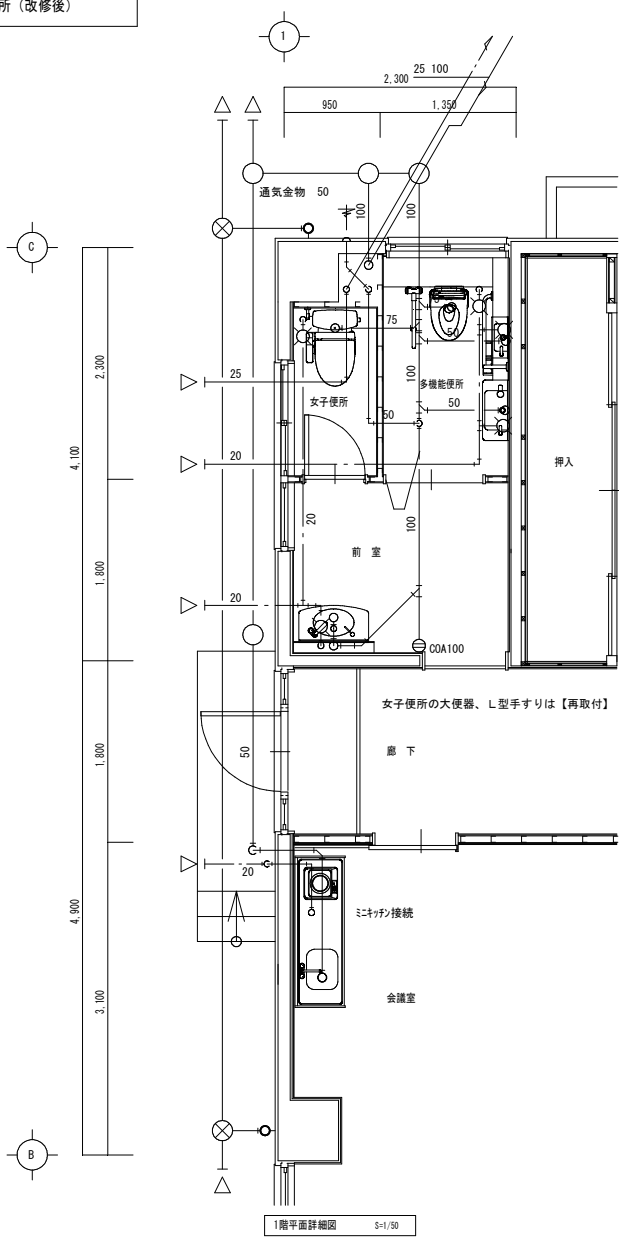 所（改修後）
1
25 100
2,300
950
1,350
通気金物 50
100
100
C
75
50
100
多機能便所
2,300
25
女子便所
50
50
4,100
押入
20
20
100
前 室
1,800
20
COA100
女子便所の大便器、L型手すりは【再取付】
廊 下
1,800
50
20
4,900
ミニキッチン接続
会議室
3,100
B
1階平面詳細図 S=1/50